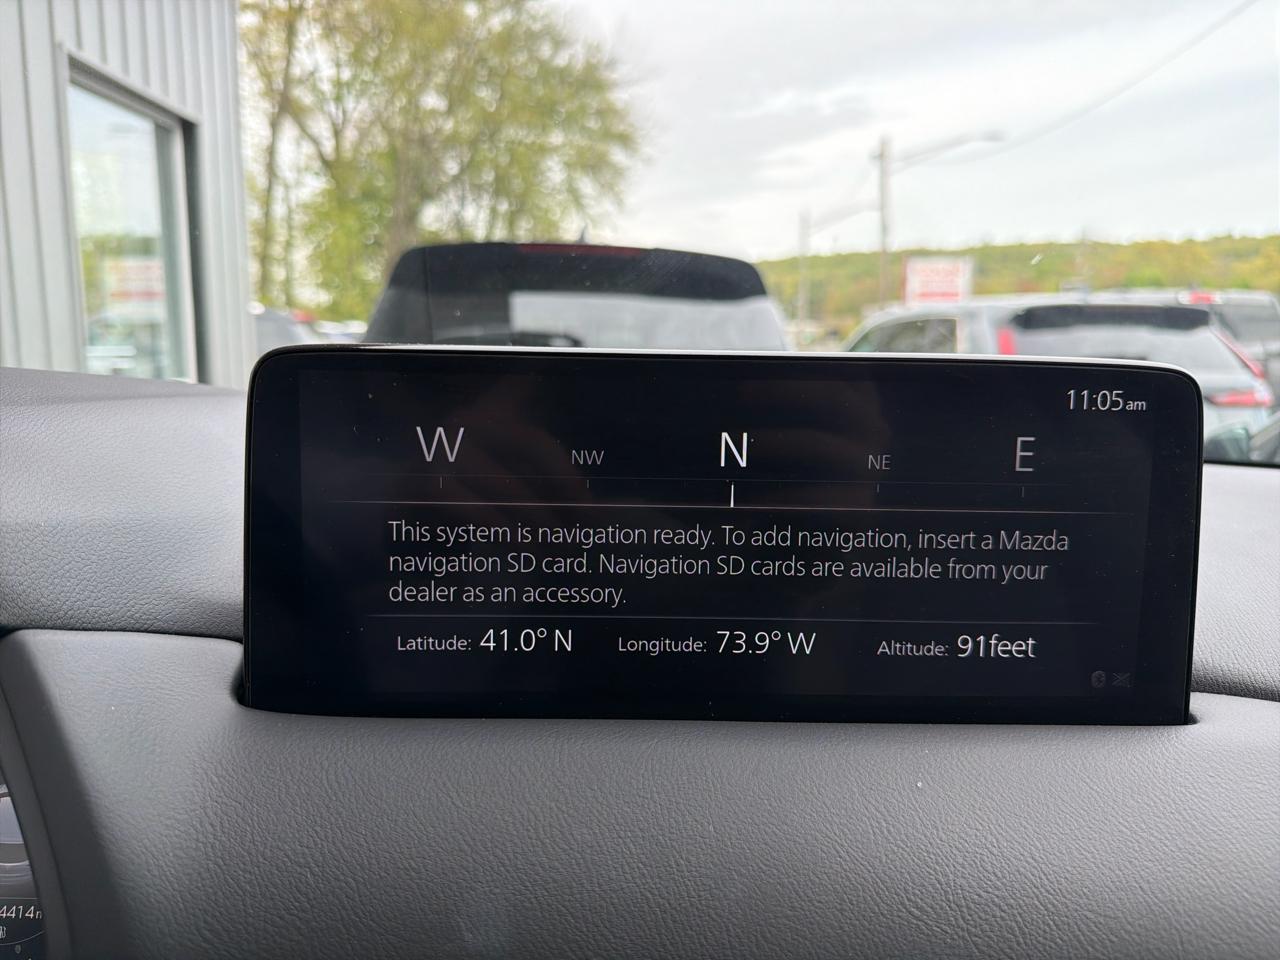 11:05am
W NW N NE E
This system is navigation ready. To add navigation, insert a Mazda
navigation SD card. Navigation SD cards are available from your
dealer as an accessory.
Latitude: 41.0° N Longitude: 73.9° W Altitude: 91feet